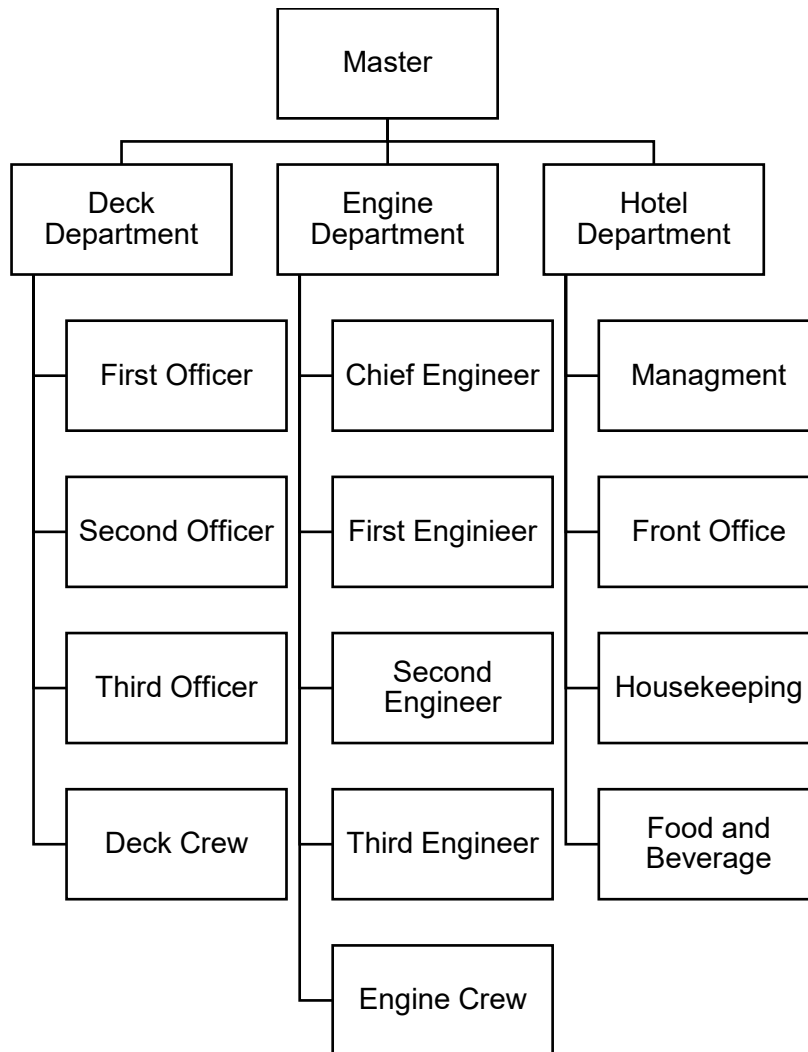 Master
Deck
Department
Engine
Department
Hotel
Department
First Officer
Chief Engineer
Managment
Second Officer
First Enginieer
Front Office
Third Officer
Second
Engineer
Housekeeping
Deck Crew
Third Engineer
Food and
Beverage
Engine Crew